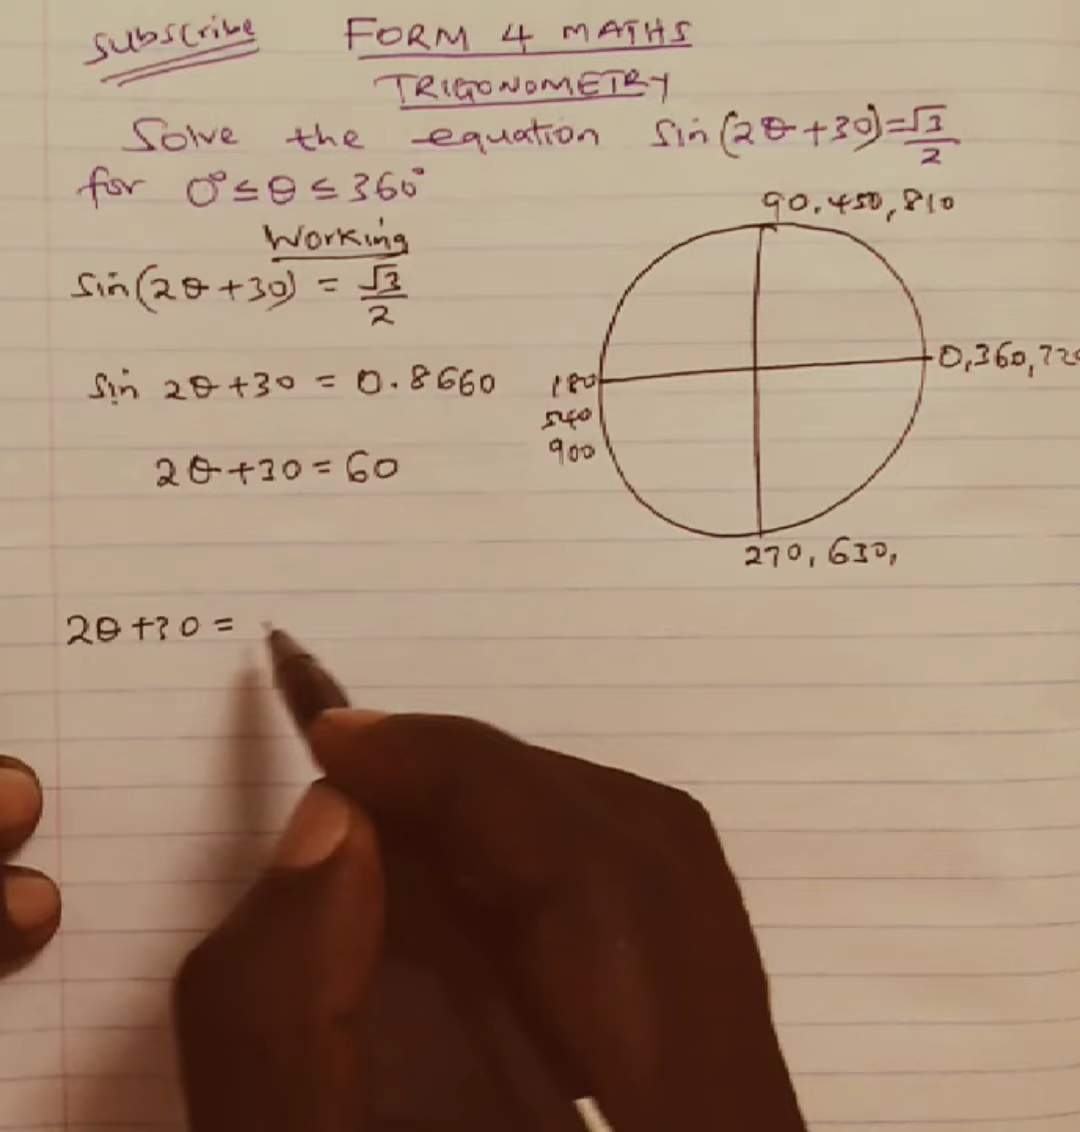 Subscribe FORM 4 MATHS
TRIGONOMETRY
Solve the equation Sin(2θ+30)=√3/2
for 0°≤θ≤360°
Working
Sin(2θ+30) = √3/2
Sin 2θ+30 = 0.8660
2θ+30=60
2θ+30=
90, 450, 810
0, 360, 720
180
540
900
270, 630,